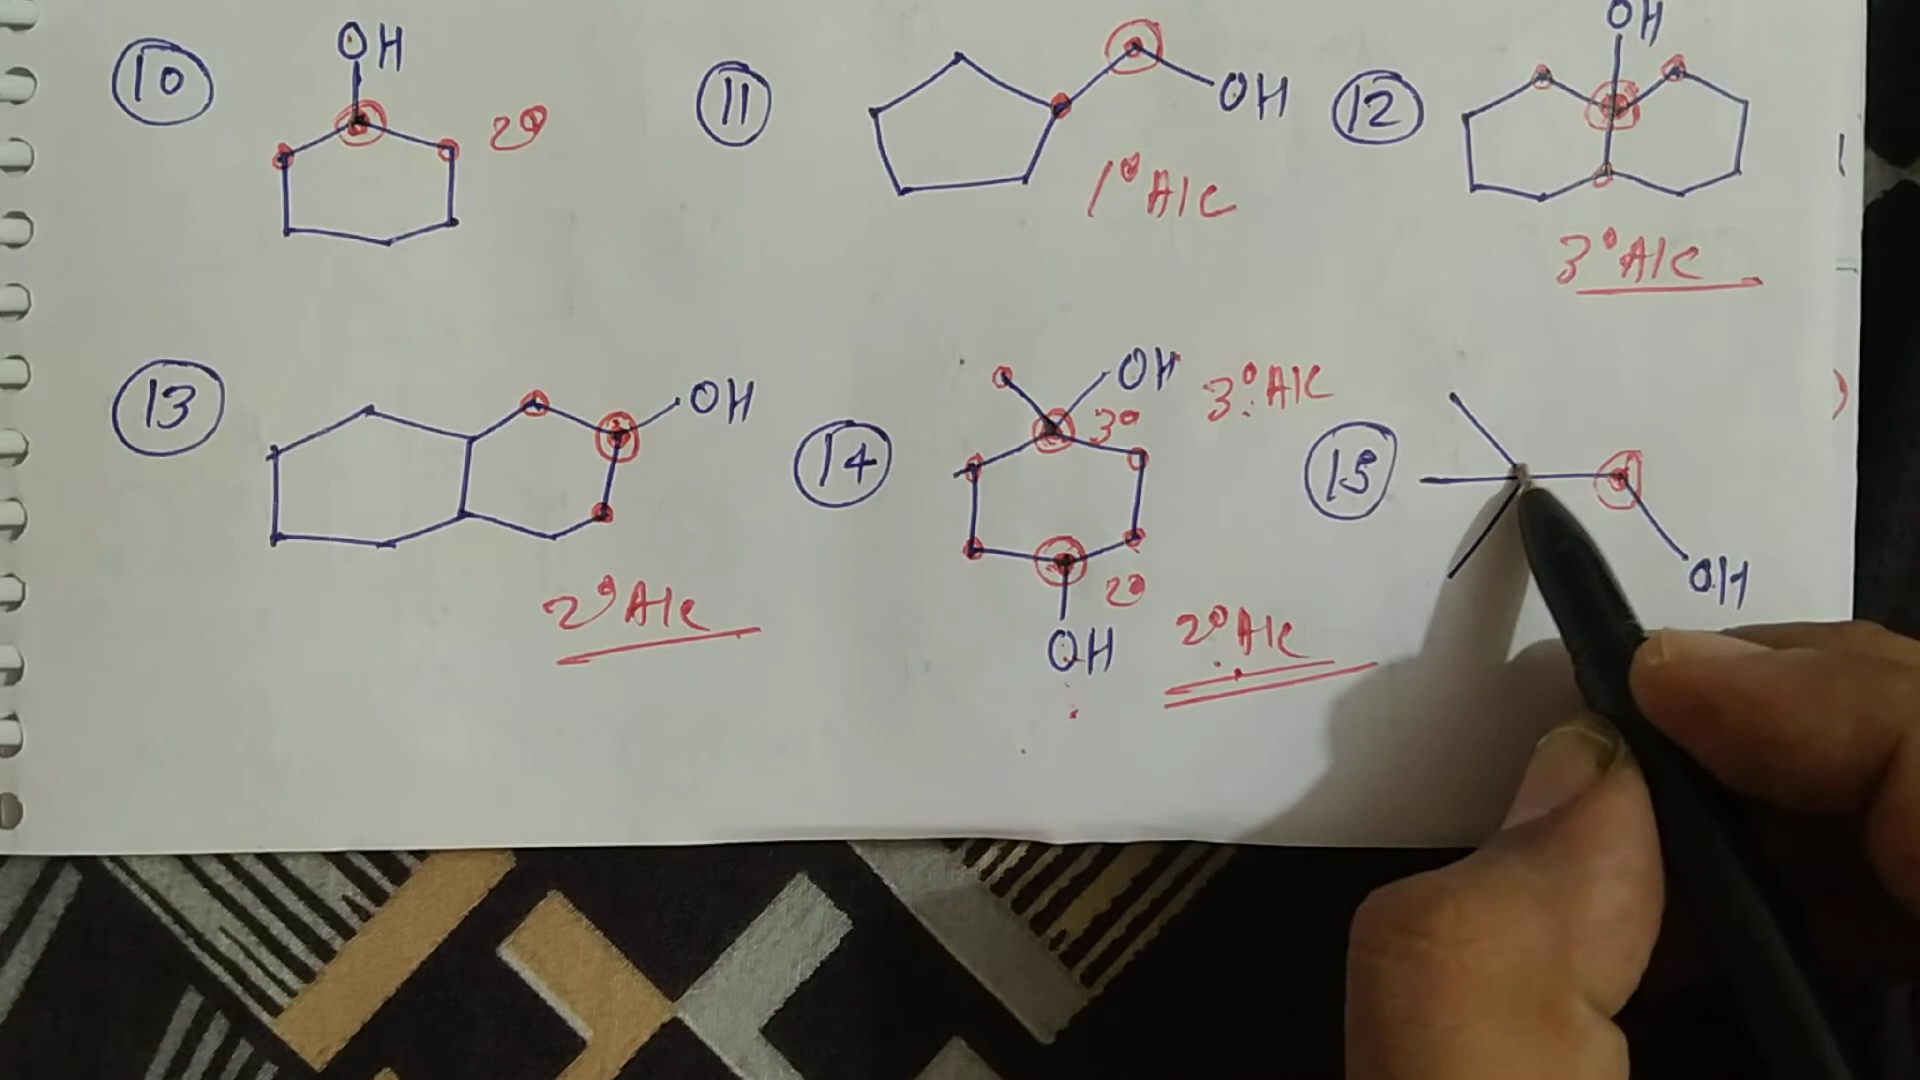 10 OH 2°
11 OH 1° Alc
12 OH 3° Alc
13 OH 2° Alc
14 OH 3° 3° Alc
2° OH 2° Alc
15 OH